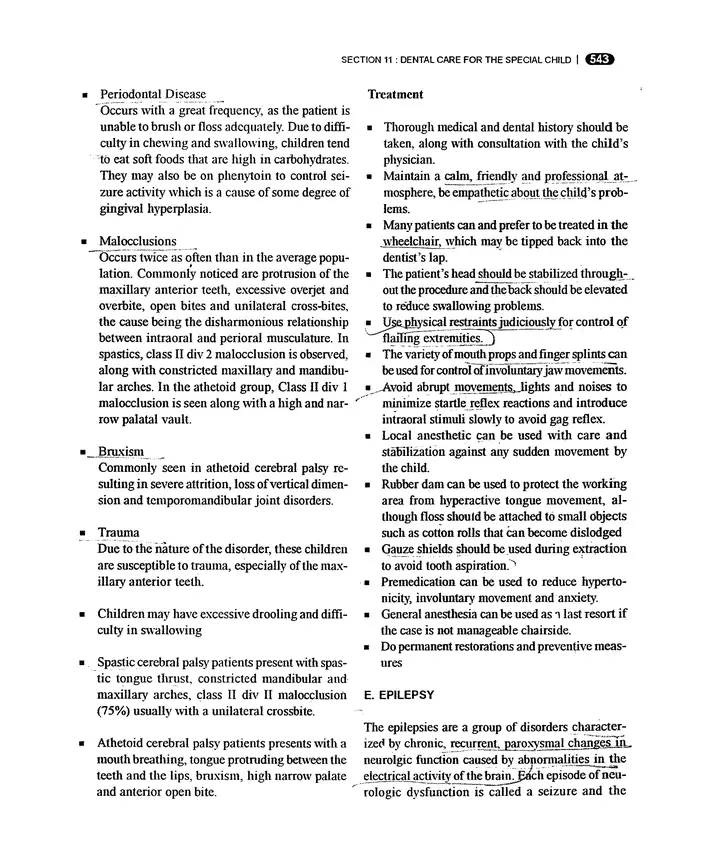 SECTION 11 : DENTAL CARE FOR THE SPECIAL CHILD | 543
▪ Periodontal Disease
Occurs with a great frequency, as the patient is
unable to brush or floss adequately. Due to diffi-
culty in chewing and swallowing, children tend
to eat soft foods that are high in carbohydrates.
They may also be on phenytoin to control sei-
zure activity which is a cause of some degree of
gingival hyperplasia.
▪ Malocclusions
Occurs twice as often than in the average popu-
lation. Commonly noticed are protrusion of the
maxillary anterior teeth, excessive overjet and
overbite, open bites and unilateral cross-bites,
the cause being the disharmonious relationship
between intraoral and perioral musculature. In
spastics, class II div 2 malocclusion is observed,
along with constricted maxillary and mandibu-
lar arches. In the athetoid group, Class II div 1
malocclusion is seen along with a high and nar-
row palatal vault.
▪ Bruxism
Commonly seen in athetoid cerebral palsy re-
sulting in severe attrition, loss of vertical dimen-
sion and temporomandibular joint disorders.
▪ Trauma
Due to the nature of the disorder, these children
are susceptible to trauma, especially of the max-
illary anterior teeth.
▪ Children may have excessive drooling and diffi-
culty in swallowing
▪ Spastic cerebral palsy patients present with spas-
tic tongue thrust, constricted mandibular and
maxillary arches, class II div II malocclusion
(75%) usually with a unilateral crossbite.
▪ Athetoid cerebral palsy patients presents with a
mouth breathing, tongue protruding between the
teeth and the lips, bruxism, high narrow palate
and anterior open bite.
Treatment
▪ Thorough medical and dental history should be
taken, along with consultation with the child's
physician.
▪ Maintain a calm, friendly and professional at-
mosphere, be empathetic about the child's prob-
lems.
▪ Many patients can and prefer to be treated in the
wheelchair, which may be tipped back into the
dentist's lap.
▪ The patient's head should be stabilized through-
out the procedure and the back should be elevated
to reduce swallowing problems.
▪ Use physical restraints judiciously for control of
flailing extremities.
▪ The variety of mouth props and finger splints can
be used for control of involuntary jaw movements.
▪ Avoid abrupt movements, lights and noises to
minimize startle reflex reactions and introduce
intraoral stimuli slowly to avoid gag reflex.
▪ Local anesthetic can be used with care and
stabilization against any sudden movement by
the child.
▪ Rubber dam can be used to protect the working
area from hyperactive tongue movement, al-
though floss should be attached to small objects
such as cotton rolls that can become dislodged
▪ Gauze shields should be used during extraction
to avoid tooth aspiration.
▪ Premedication can be used to reduce hyperto-
nicity, involuntary movement and anxiety.
▪ General anesthesia can be used as a last resort if
the case is not manageable chairside.
▪ Do permanent restorations and preventive meas-
ures
E. EPILEPSY
The epilepsies are a group of disorders character-
ized by chronic, recurrent, paroxysmal changes in
neurolgic function caused by abnormalities in the
electrical activity of the brain. Each episode of neu-
rologic dysfunction is called a seizure and the